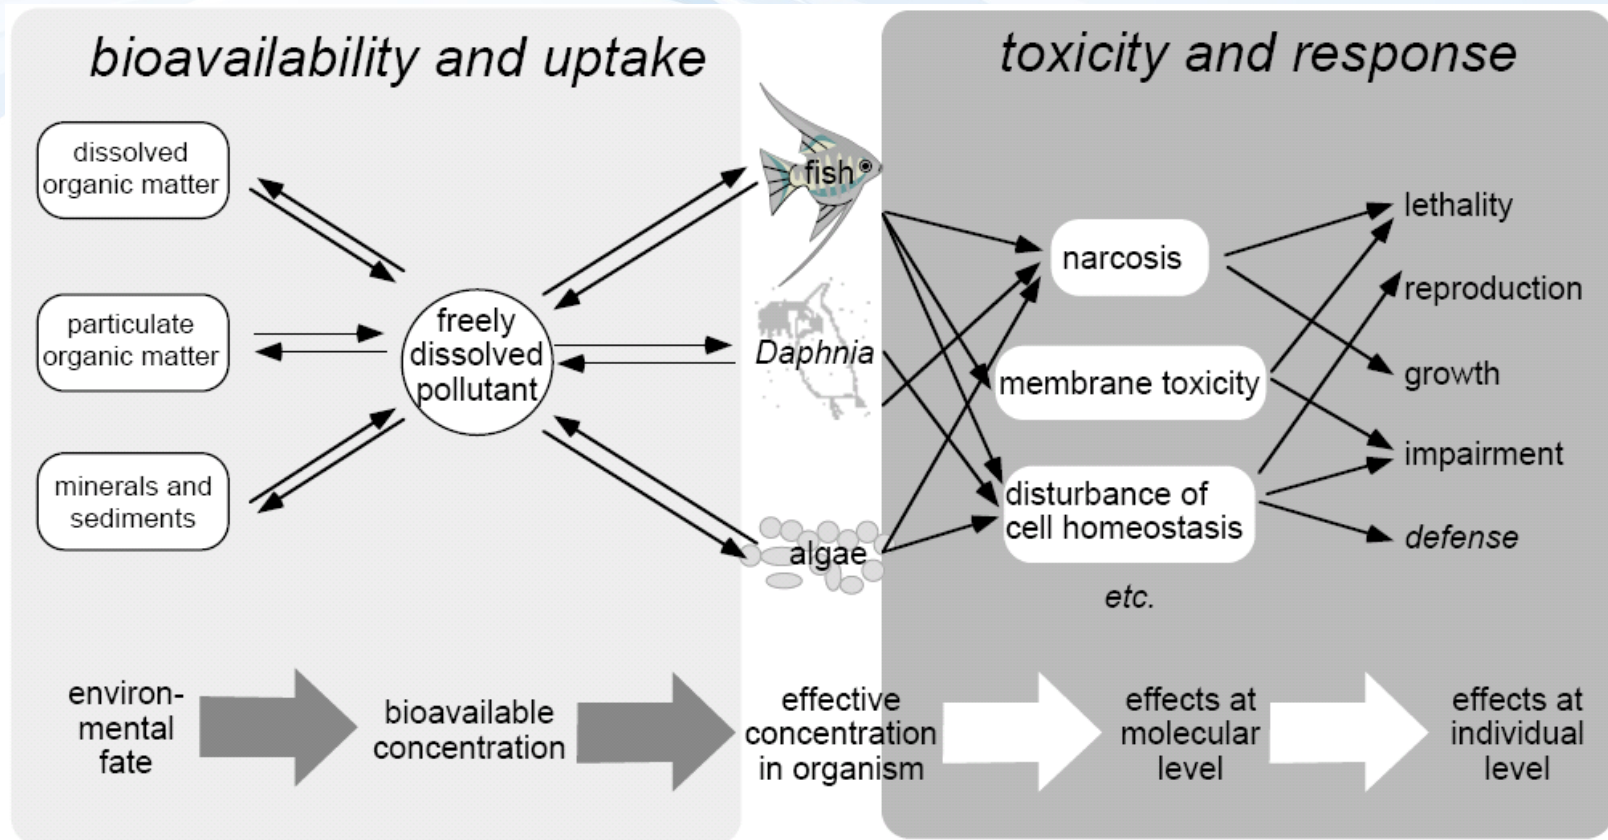 bioavailability and uptake
toxicity and response
dissolved
organic matter
particulate
organic matter
minerals and
sediments
freely
dissolved
pollutant
fish
Daphnia
algae
narcosis
membrane toxicity
disturbance of
cell homeostasis
etc.
lethality
reproduction
growth
impairment
defense
environ-
mental
fate
bioavailable
concentration
effective
concentration
in organism
effects at
molecular
level
effects at
individual
level